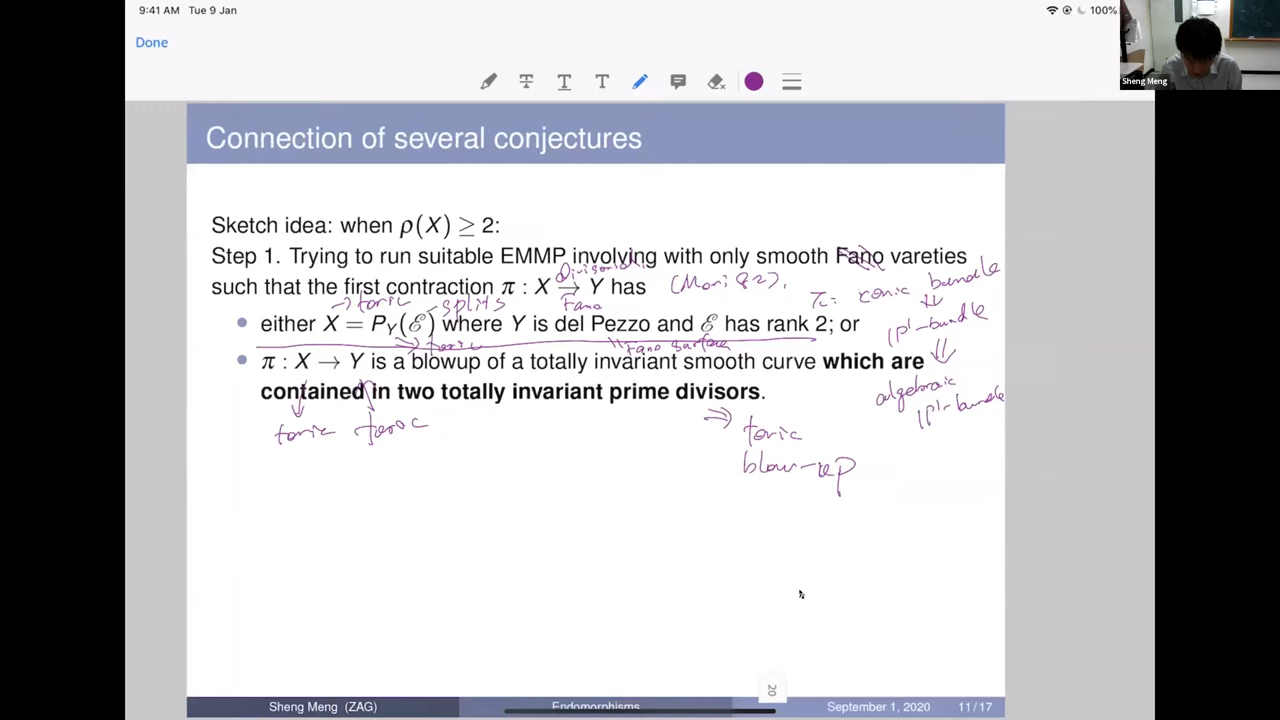 9:41 AM Tue 9 Jan
100%
Done
Sheng Meng
Connection of several conjectures
Sketch idea: when ρ(X) ≥ 2:
Step 1. Trying to run suitable EMMP involving with only smooth Fano vareties
Divisorial
such that the first contraction π : X → Y has (Mori 82).
Fano
π: conic bundle
⇓
P¹-bundle
⇓
algebraic
P¹-bundle
→ toric splits
• either X = P_Y(ℰ) where Y is del Pezzo and ℰ has rank 2; or
⇒ toric Fano surface
• π : X → Y is a blowup of a totally invariant smooth curve which are
contained in two totally invariant prime divisors.
toric toric
⇒ toric
blow-up
20
Sheng Meng (ZAG) Endomorphisms September 1, 2020 11 / 17